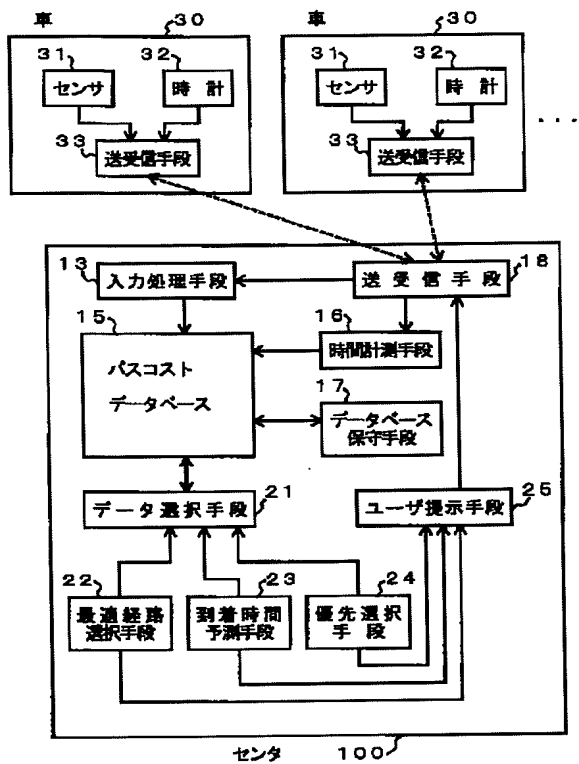 車
30
31
32
センサ
時計
33
送受信手段
車
30
31
32
センサ
時計
33
送受信手段
...
13
入力処理手段
送受信手段
18
15
パスコスト
データベース
16
時間計測手段
17
データベース
保守手段
データ選択手段
21
ユーザ提示手段
25
22
最適経路
選択手段
23
到着時間
予測手段
24
優先選択
手段
センタ
100